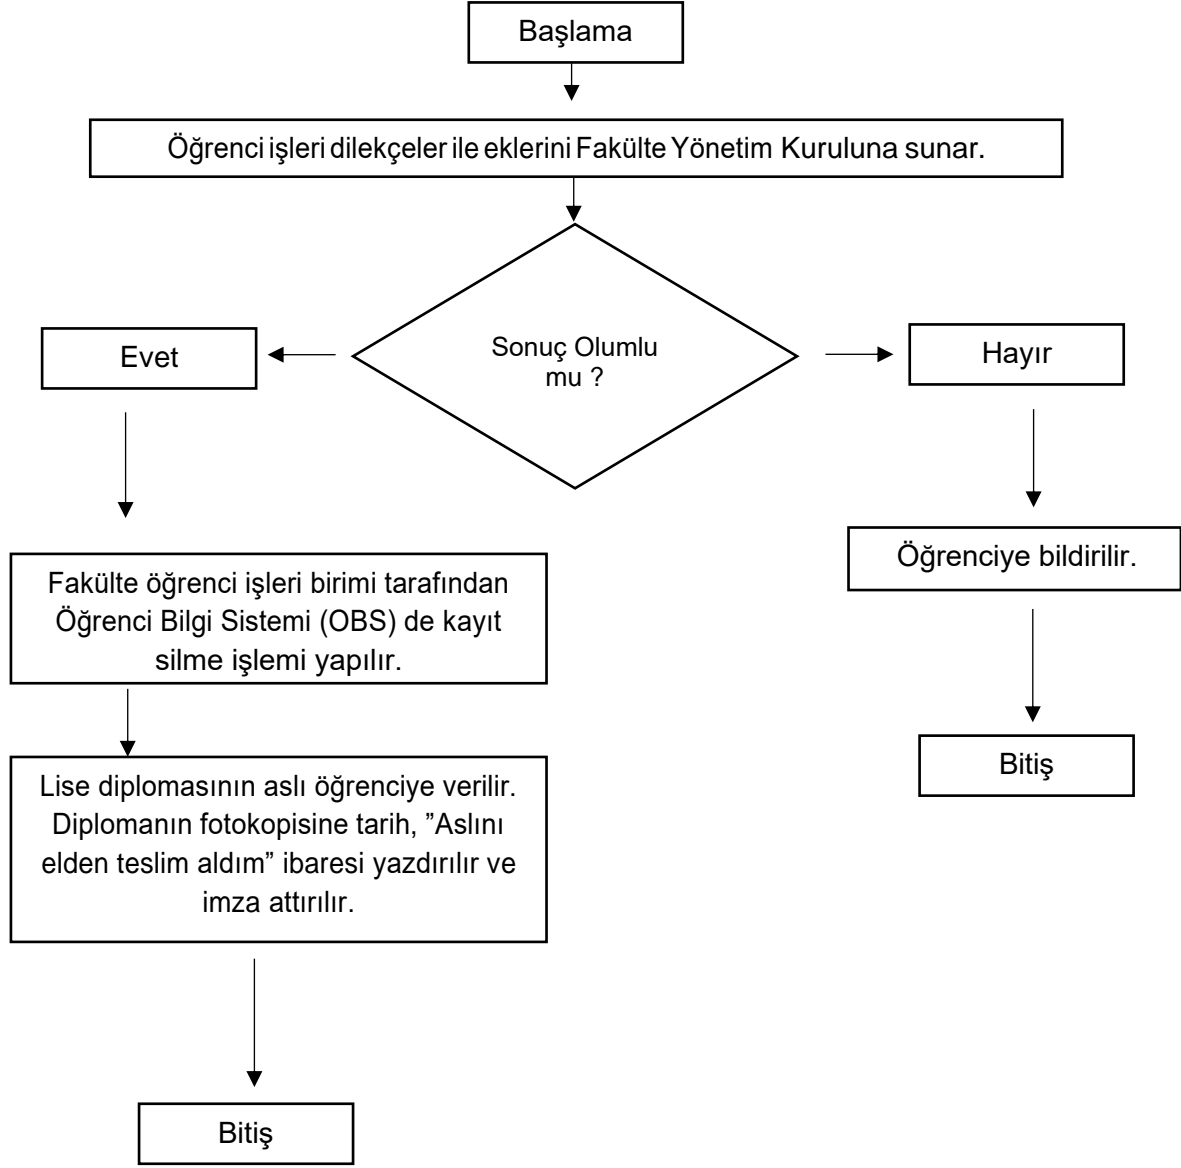 Başlama
Öğrenci işleri dilekçeler ile eklerini Fakülte Yönetim Kuruluna sunar.
Sonuç Olumlu
mu ?
Evet
Hayır
Fakülte öğrenci işleri birimi tarafından
Öğrenci Bilgi Sistemi (OBS) de kayıt
silme işlemi yapılır.
Lise diplomasının aslı öğrenciye verilir.
Diplomanın fotokopisine tarih, ”Aslını
elden teslim aldım” ibaresi yazdırılır ve
imza attırılır.
Bitiş
Öğrenciye bildirilir.
Bitiş